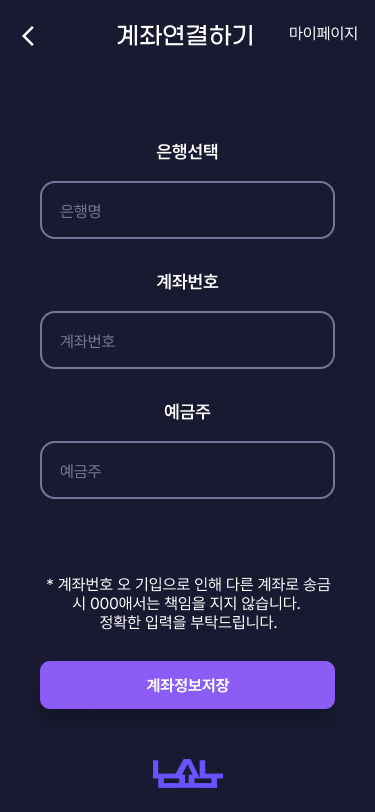 계좌연결하기
마이페이지
은행선택
은행명
계좌번호
계좌번호
예금주
예금주
* 계좌번호 오 기입으로 인해 다른 계좌로 송금
시 000애서는 책임을 지지 않습니다.
정확한 입력을 부탁드립니다.
계좌정보저장